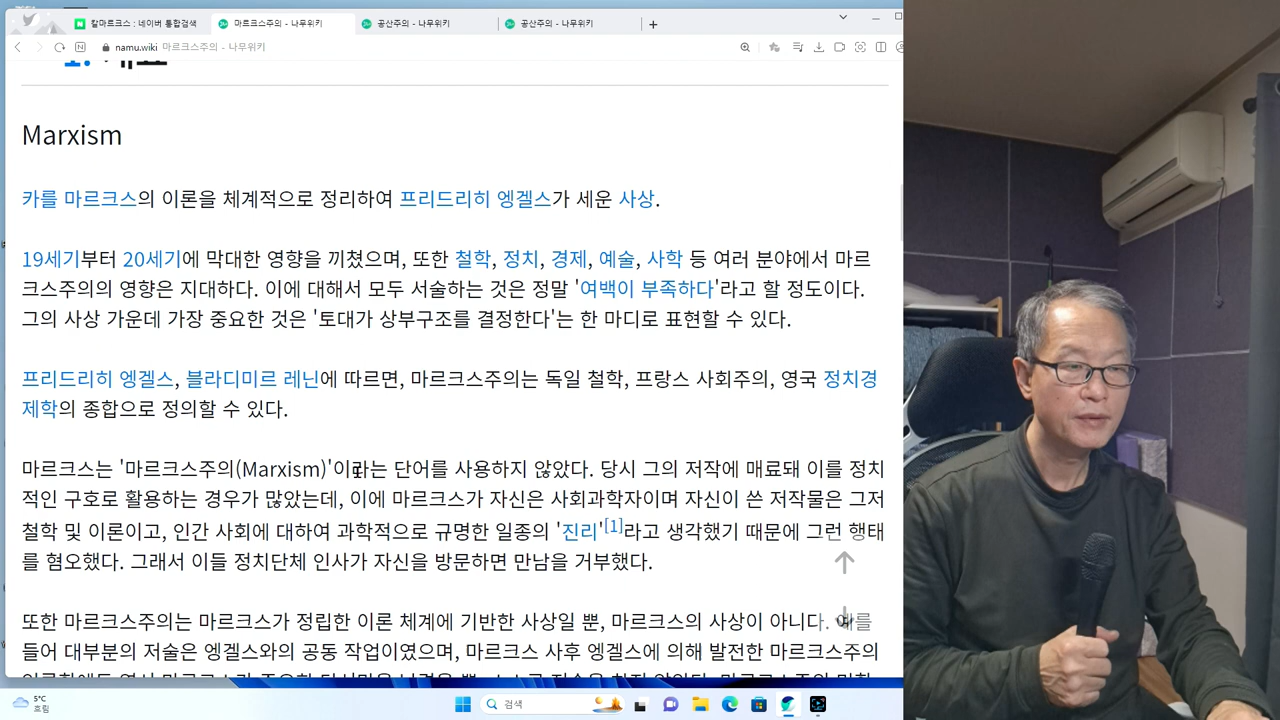 칼마르크스 : 네이버 통합검색
마르크스주의 - 나무위키
공산주의 - 나무위키
공산주의 - 나무위키
namu.wiki 마르크스주의 - 나무위키
Marxism
카를 마르크스의 이론을 체계적으로 정리하여 프리드리히 엥겔스가 세운 사상.
19세기부터 20세기에 막대한 영향을 끼쳤으며, 또한 철학, 정치, 경제, 예술, 사학 등 여러 분야에서 마르
크스주의의 영향은 지대하다. 이에 대해서 모두 서술하는 것은 정말 '여백이 부족하다'라고 할 정도이다.
그의 사상 가운데 가장 중요한 것은 '토대가 상부구조를 결정한다'는 한 마디로 표현할 수 있다.
프리드리히 엥겔스, 블라디미르 레닌에 따르면, 마르크스주의는 독일 철학, 프랑스 사회주의, 영국 정치경
제학의 종합으로 정의할 수 있다.
마르크스는 '마르크스주의(Marxism)'이라는 단어를 사용하지 않았다. 당시 그의 저작에 매료돼 이를 정치
적인 구호로 활용하는 경우가 많았는데, 이에 마르크스가 자신은 사회과학자이며 자신이 쓴 저작물은 그저
철학 및 이론이고, 인간 사회에 대하여 과학적으로 규명한 일종의 '진리'[1]라고 생각했기 때문에 그런 행태
를 혐오했다. 그래서 이들 정치단체 인사가 자신을 방문하면 만남을 거부했다.
또한 마르크스주의는 마르크스가 정립한 이론 체계에 기반한 사상일 뿐, 마르크스의 사상이 아니다. 예를
들어 대부분의 저술은 엥겔스와의 공동 작업이였으며, 마르크스 사후 엥겔스에 의해 발전한 마르크스주의
5°C
흐림
검색